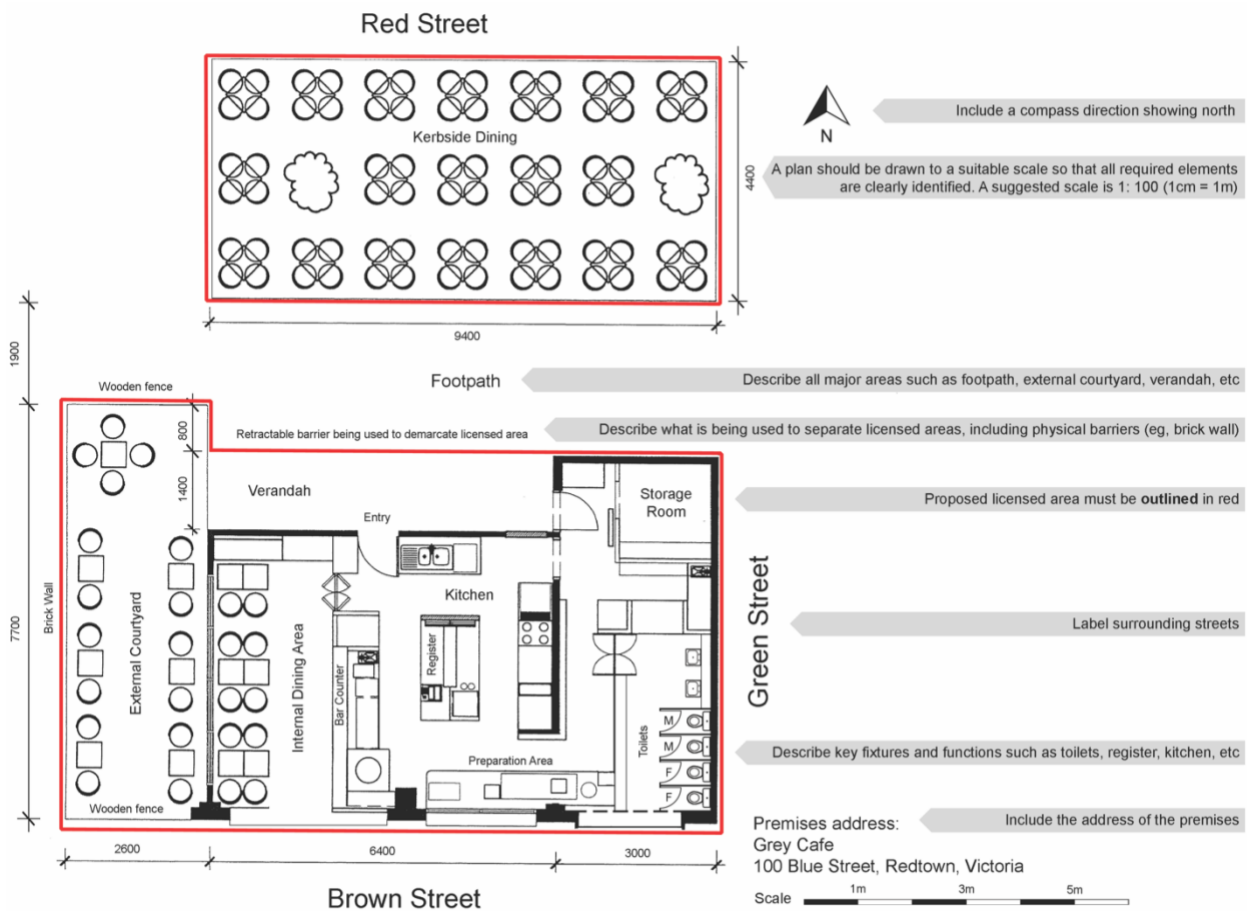 Red Street
Kerbside Dining
4400
9400
N
Include a compass direction showing north
A plan should be drawn to a suitable scale so that all required elements
are clearly identified. A suggested scale is 1: 100 (1cm = 1m)
1900
Footpath
Describe all major areas such as footpath, external courtyard, verandah, etc
Wooden fence
800
Retractable barrier being used to demarcate licensed area
Describe what is being used to separate licensed areas, including physical barriers (eg, brick wall)
1400
Verandah
Storage
Room
Proposed licensed area must be outlined in red
Entry
Kitchen
7700
Brick Wall
External Courtyard
Internal Dining Area
Bar Counter
Register
Green Street
Label surrounding streets
Toilets
M
M
F
F
Preparation Area
Describe key fixtures and functions such as toilets, register, kitchen, etc
Wooden fence
2600
6400
3000
Brown Street
Premises address:
Grey Cafe
100 Blue Street, Redtown, Victoria
Include the address of the premises
Scale
1m
3m
5m